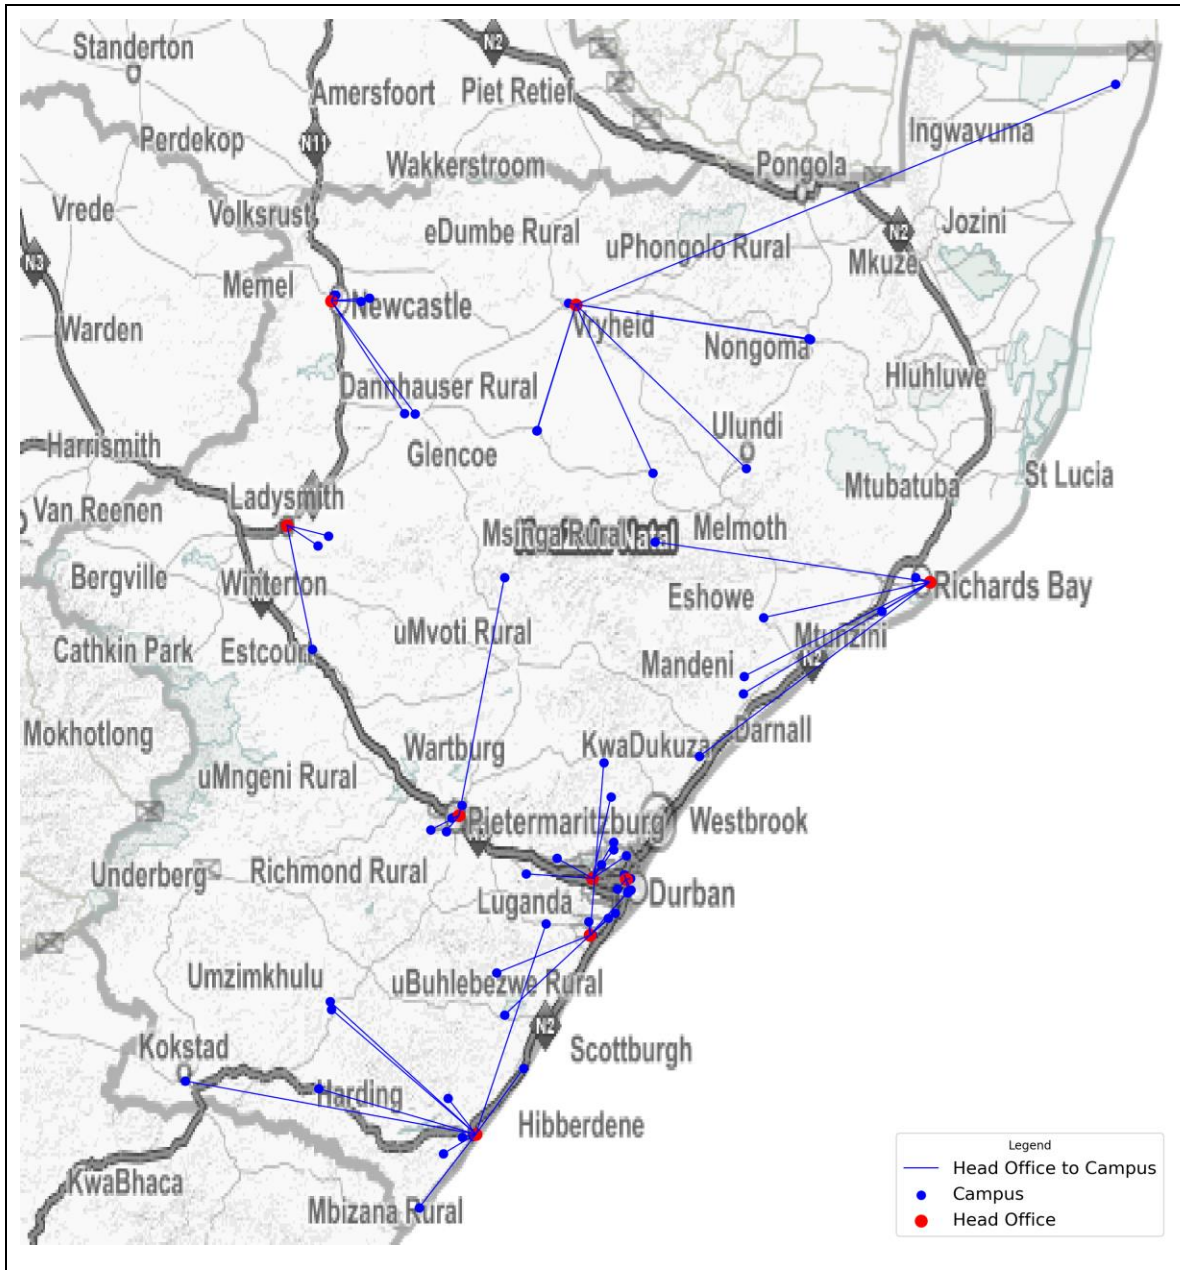 Standerton
N2
Amersfoort
Piet Retief
Ingwavuma
Perdekop
N11
Wakkerstroom
Pongola
Vrede
Volksrust
eDumbe Rural
uPhongolo Rural
N2
Jozini
N3
Memel
Mkuze
Newcastle
Warden
Vryheid
Nongoma
Hluhluwe
Dannhauser Rural
Ulundi
Harrismith
Glencoe
St Lucia
Ladysmith
Mtubatuba
Van Reenen
Msinga Rural
Natal
Melmoth
Bergville
Winterton
Eshowe
Richards Bay
uMvoti Rural
Mtunzini
Cathkin Park
Estcourt
Mandeni
N2
Mokhotlong
Wartburg
KwaDukuza
Darnall
uMngeni Rural
Pietermaritzburg
Westbrook
Underberg
Richmond Rural
Luganda
Durban
Umzimkhulu
uBuhlebezwe Rural
N2
Kokstad
Scottburgh
Harding
Hibberdene
KwaBhaca
Mbizana Rural
Legend
Head Office to Campus
Campus
Head Office